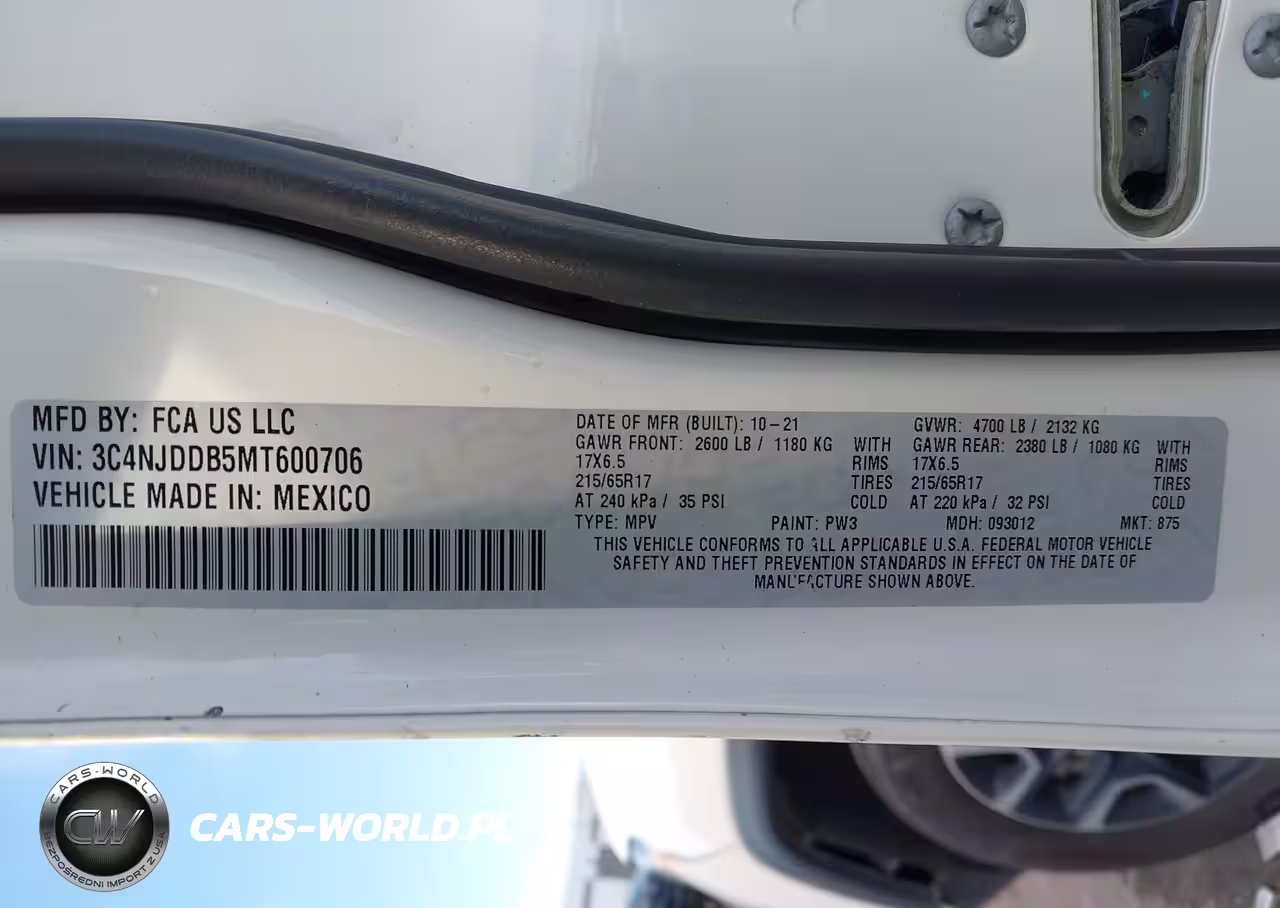 MFD BY: FCA US LLC
VIN: 3C4NJDDB5MT600706
VEHICLE MADE IN: MEXICO
DATE OF MFR (BUILT): 10-21
GAWR FRONT: 2600 LB / 1180 KG WITH
17X6.5 RIMS
215/65R17 TIRES
AT 240 kPa / 35 PSI COLD
GVWR: 4700 LB / 2132 KG
GAWR REAR: 2380 LB / 1080 KG WITH
17X6.5 RIMS
215/65R17 TIRES
AT 220 kPa / 32 PSI COLD
TYPE: MPV PAINT: PW3 MDH: 093012 MKT: 875
THIS VEHICLE CONFORMS TO ALL APPLICABLE U.S.A. FEDERAL MOTOR VEHICLE
SAFETY AND THEFT PREVENTION STANDARDS IN EFFECT ON THE DATE OF
MANUFACTURE SHOWN ABOVE.
CARS-WORLD
CW
BEZPOŚREDNI IMPORT Z USA
CARS-WORLD.PL